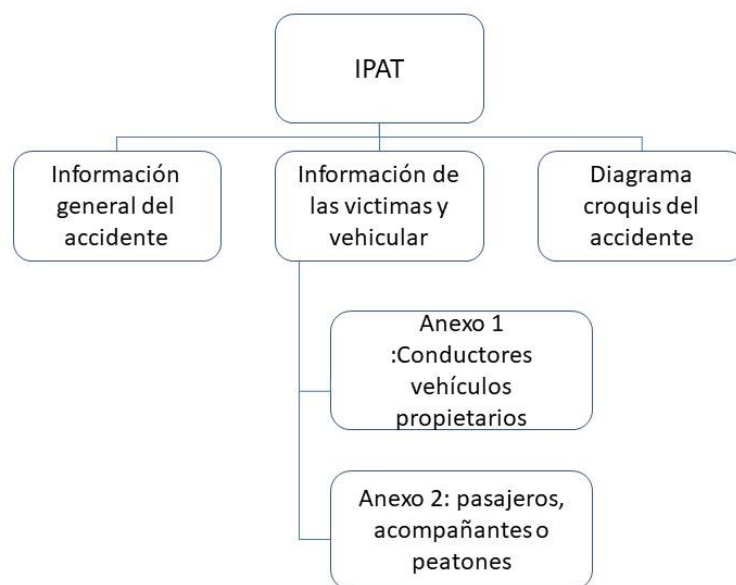 IPAT
Información
general del
accidente
Información de
las victimas y
vehicular
Diagrama
croquis del
accidente
Anexo 1
:Conductores
vehículos
propietarios
Anexo 2: pasajeros,
acompañantes o
peatones